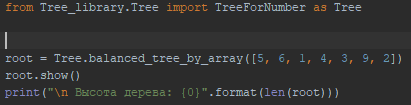 from Tree_library.Tree import TreeForNumber as Tree
root = Tree.balanced_tree_by_array([5, 6, 1, 4, 3, 9, 2])
root.show()
print("\n Высота дерева: {0}".format(len(root)))